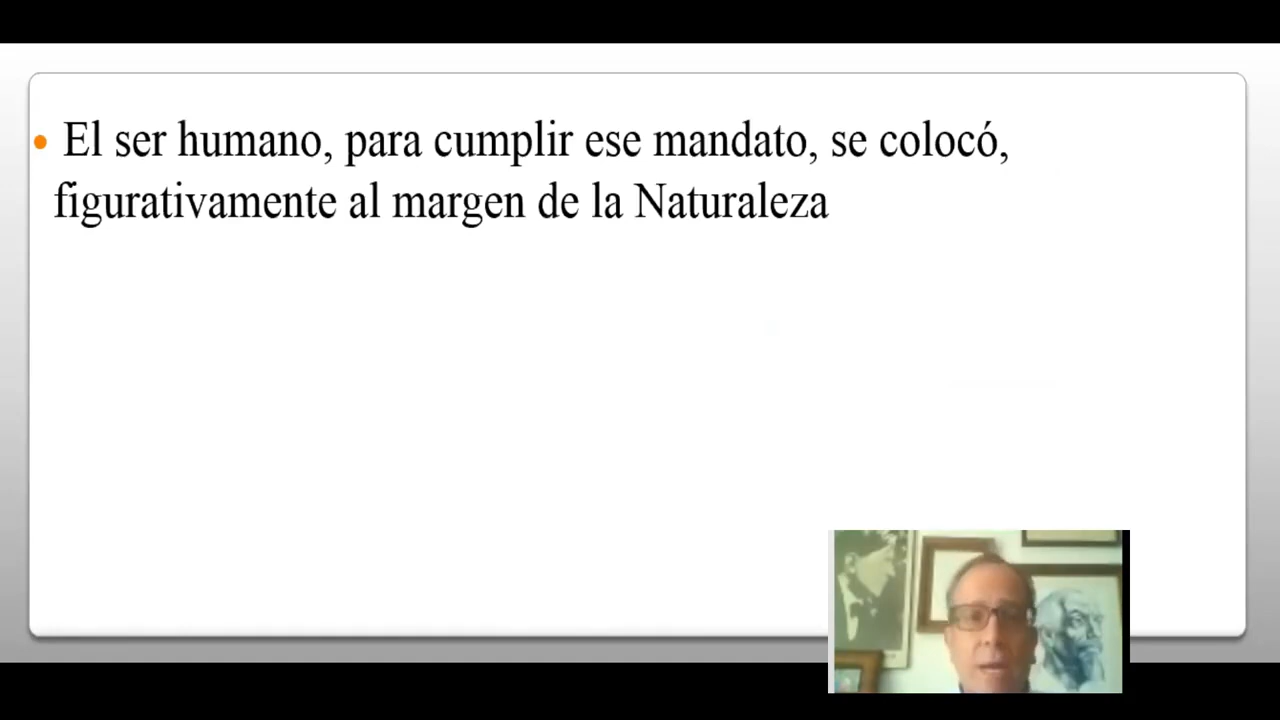 El ser humano, para cumplir ese mandato, se colocó,
figurativamente al margen de la Naturaleza